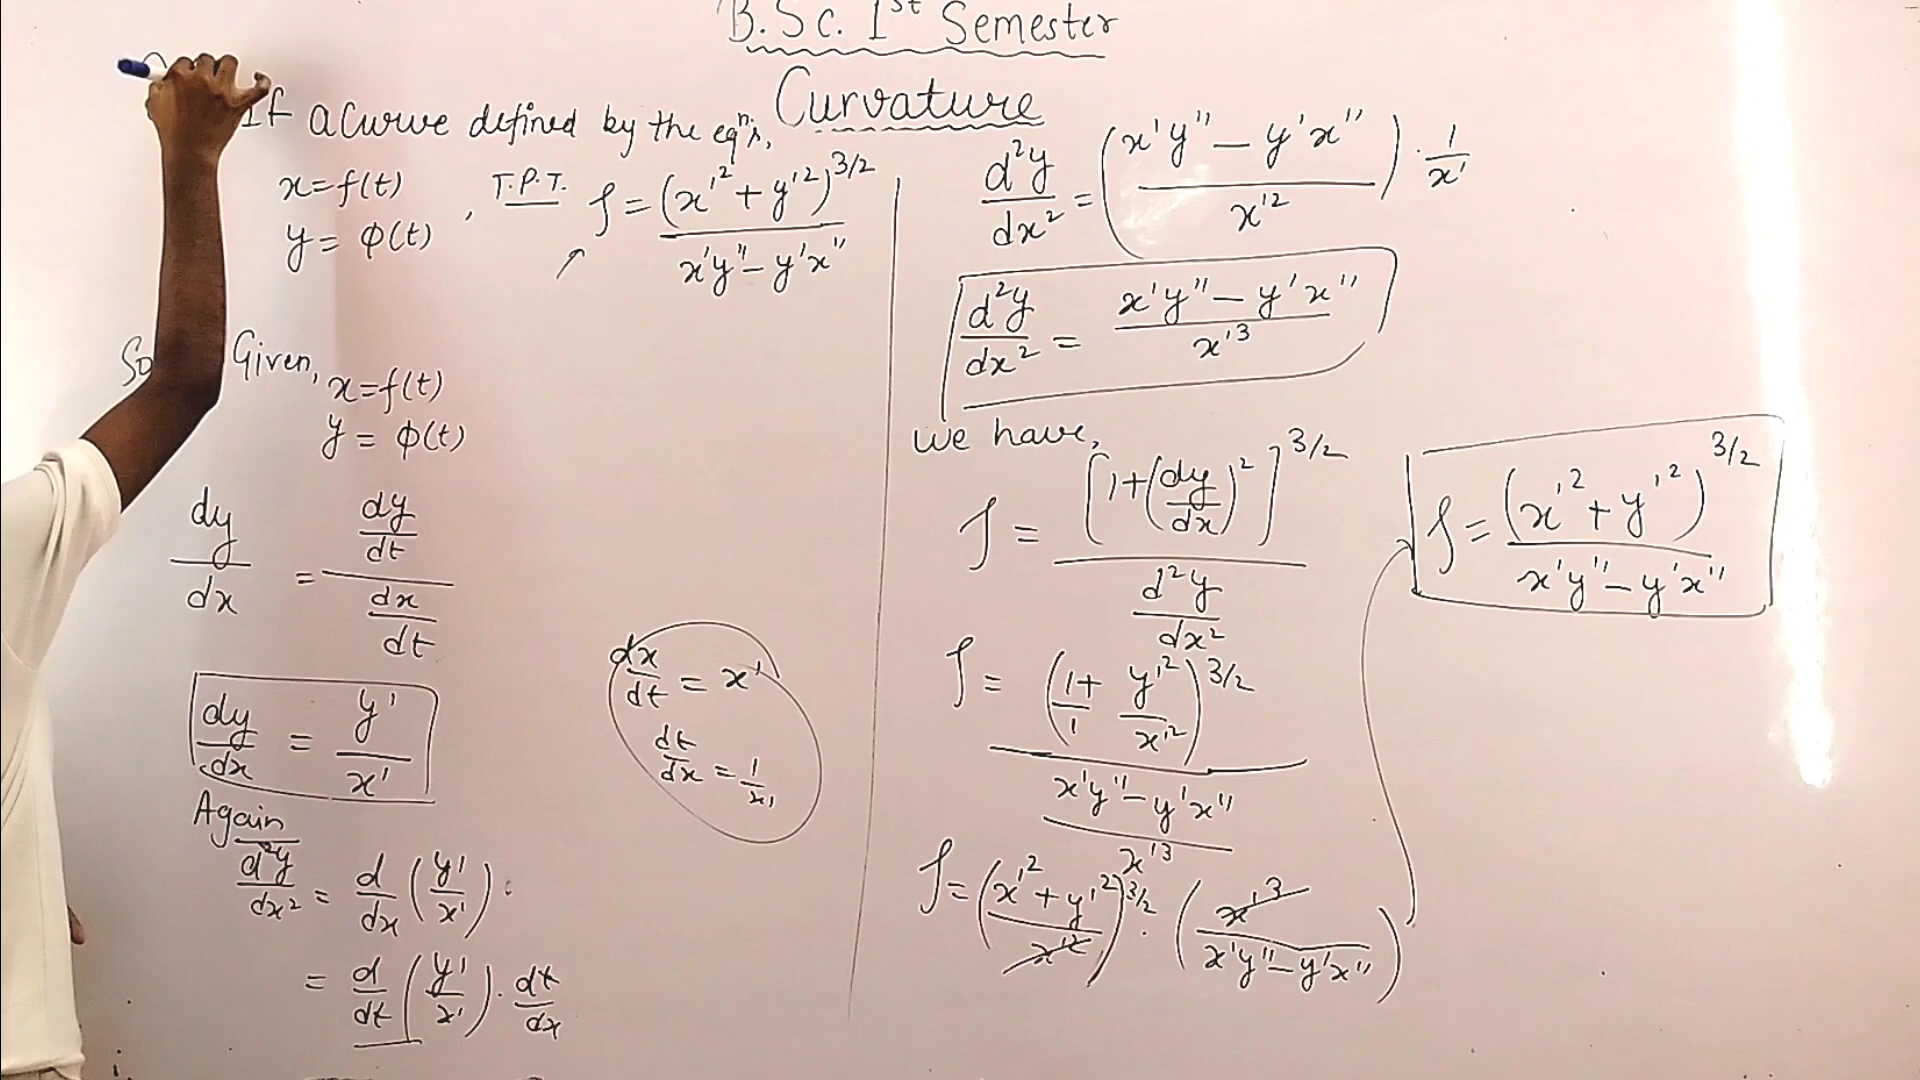 B.Sc. 1st Semester
Curvature
If a Curve defined by the eqⁿs,
x=f(t)
y = φ(t)
, T.P.T. ρ = (x'²+y'²)^3/2 / x'y''-y'x''
Given,
x=f(t)
y = φ(t)
dy/dx = (dy/dt)/(dx/dt)
dy/dx = y'/x'
dx/dt = x'
dt/dx = 1/x'
Again
d²y/dx² = d/dx (y'/x')
= d/dt (y'/x') · dt/dx
d²y/dx² = (x'y''-y'x''/x'²) · 1/x'
d²y/dx² = x'y''-y'x''/x'³
we have,
ρ = [1+(dy/dx)²]^3/2 / d²y/dx²
ρ = (1/1 + y'²/x'²)^3/2 / (x'y''-y'x''/x'³)
ρ = (x'²+y'²/x'²)^3/2 · (x'³/x'y''-y'x'')
ρ = (x'²+y'²)^3/2 / x'y''-y'x''